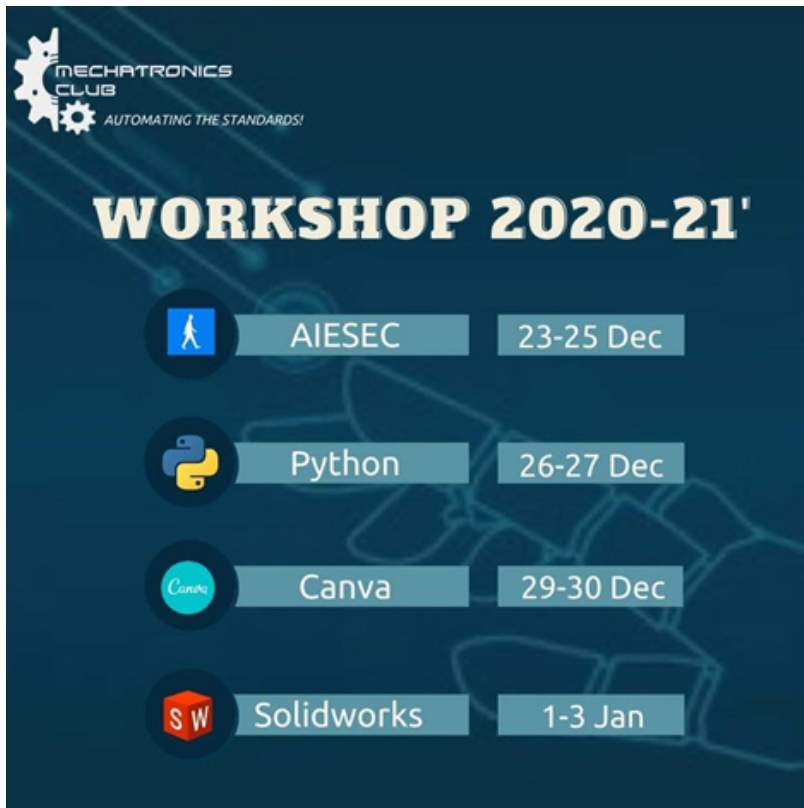 MECHATRONICS
CLUB
AUTOMATING THE STANDARDS!
WORKSHOP 2020-21'
AIESEC 23-25 Dec
Python 26-27 Dec
Canva Canva 29-30 Dec
SW Solidworks 1-3 Jan